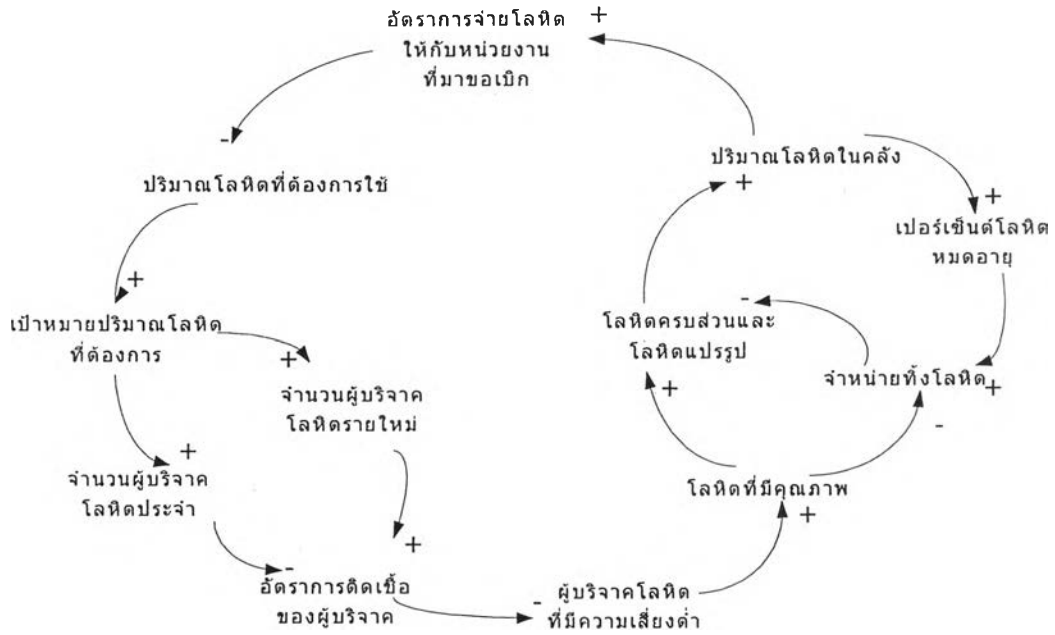 อัตราการจ่ายโลหิต +
ให้กับหน่วยงาน
ที่มาขอเบิก
-
ปริมาณโลหิตที่ต้องการใช้
+
เป้าหมายปริมาณโลหิต
ที่ต้องการ
+
จำนวนผู้บริจาค
โลหิตรายใหม่
+
จำนวนผู้บริจาค
โลหิตประจำ
-
+
อัตราการติดเชื้อ
ของผู้บริจาค
-
ผู้บริจาคโลหิต
ที่มีความเสี่ยงต่ำ
+
โลหิตที่มีคุณภาพ
+
-
โลหิตครบส่วนและ
โลหิตแปรรูป
-
จำหน่ายทิ้งโลหิต +
+
ปริมาณโลหิตในคลัง
+
เปอร์เซ็นต์โลหิต
หมดอายุ